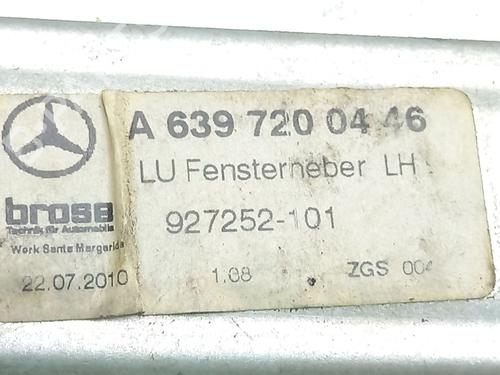 A 639 720 04 46
LU Fensterheber LH
brose
Technik für Automobile
927252-101
Werk Santa Margarida
22.07.2010
1.08
ZGS 004